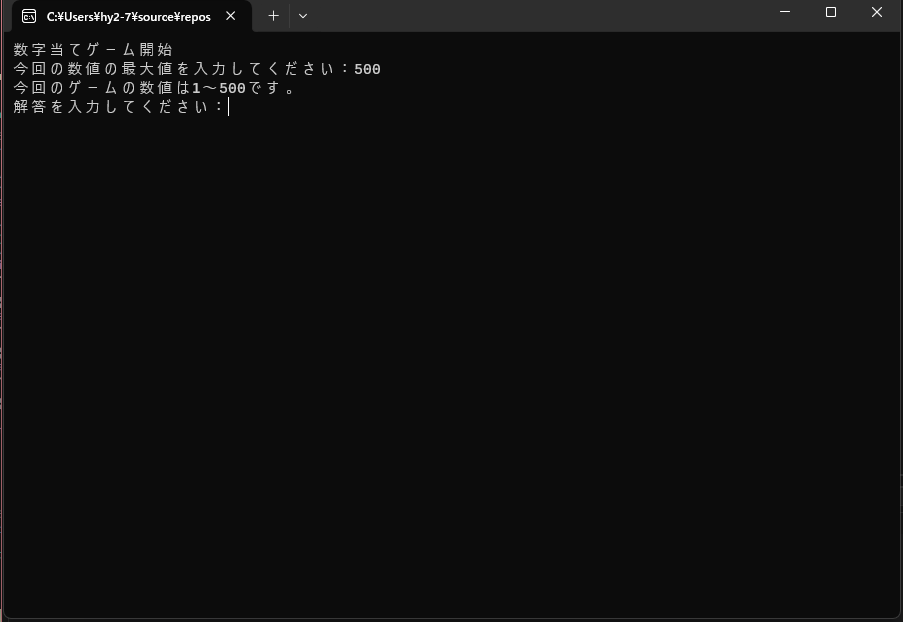 C:¥Users¥hy2-7¥source¥repos
数字当てゲーム開始
今回の数値の最大値を入力してください：500
今回のゲームの数値は1～500です。
解答を入力してください：